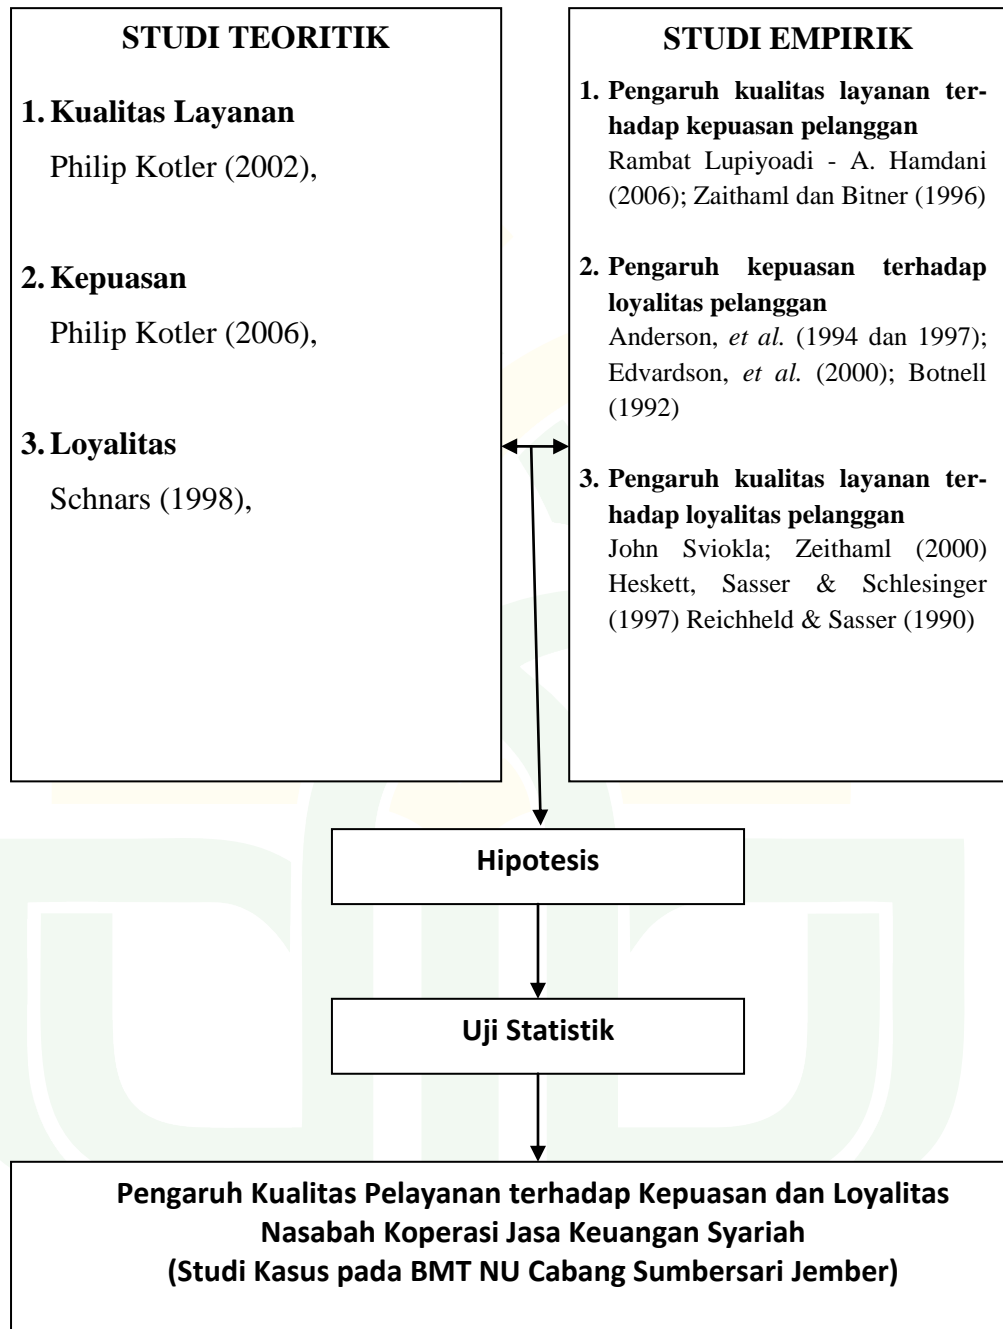 STUDI TEORITIK
1. Kualitas Layanan
Philip Kotler (2002),
2. Kepuasan
Philip Kotler (2006),
3. Loyalitas
Schnars (1998),
STUDI EMPIRIK
1. Pengaruh kualitas layanan ter-
hadap kepuasan pelanggan
Rambat Lupiyoadi - A. Hamdani
(2006); Zaithaml dan Bitner (1996)
2. Pengaruh kepuasan terhadap
loyalitas pelanggan
Anderson, et al. (1994 dan 1997);
Edvardson, et al. (2000); Botnell
(1992)
3. Pengaruh kualitas layanan ter-
hadap loyalitas pelanggan
John Sviokla; Zeithaml (2000)
Heskett, Sasser & Schlesinger
(1997) Reichheld & Sasser (1990)
Hipotesis
Uji Statistik
Pengaruh Kualitas Pelayanan terhadap Kepuasan dan Loyalitas
Nasabah Koperasi Jasa Keuangan Syariah
(Studi Kasus pada BMT NU Cabang Sumbersari Jember)